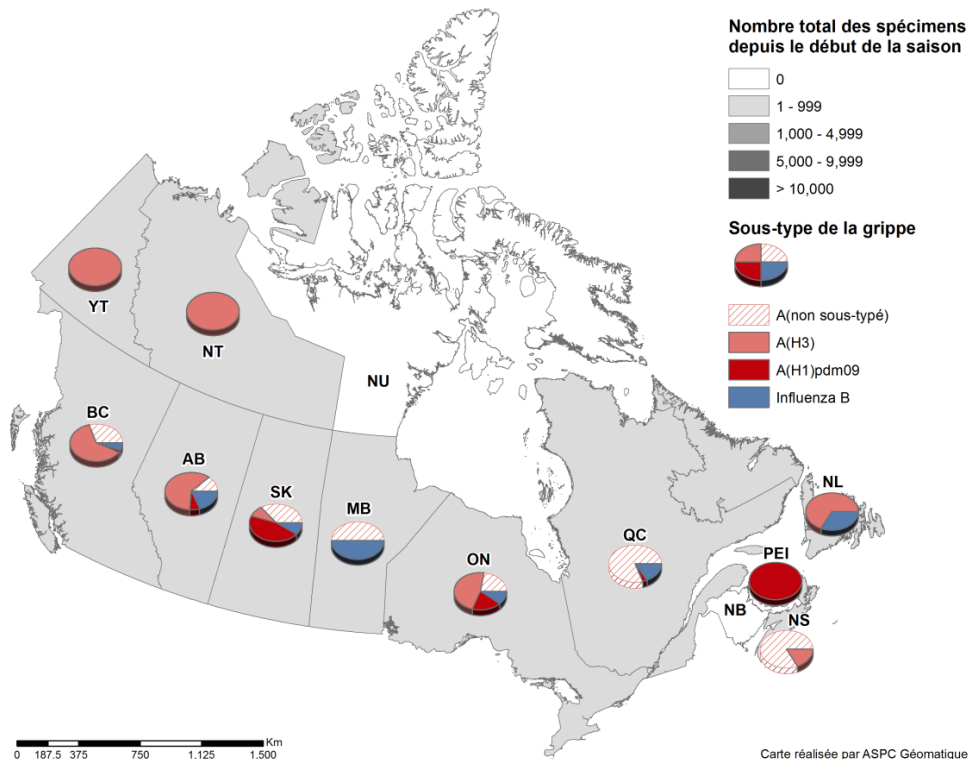 Nombre total des spécimens
depuis le début de la saison
0
1 - 999
1,000 - 4,999
5,000 - 9,999
> 10,000
Sous-type de la grippe
A(non sous-typé)
A(H3)
A(H1)pdm09
Influenza B
YT
NT
NU
BC
AB
SK
MB
ON
QC
NL
PEI
NB
NS
Km
0 187.5 375 750 1.125 1.500
Carte réalisée par ASPC Géomatique